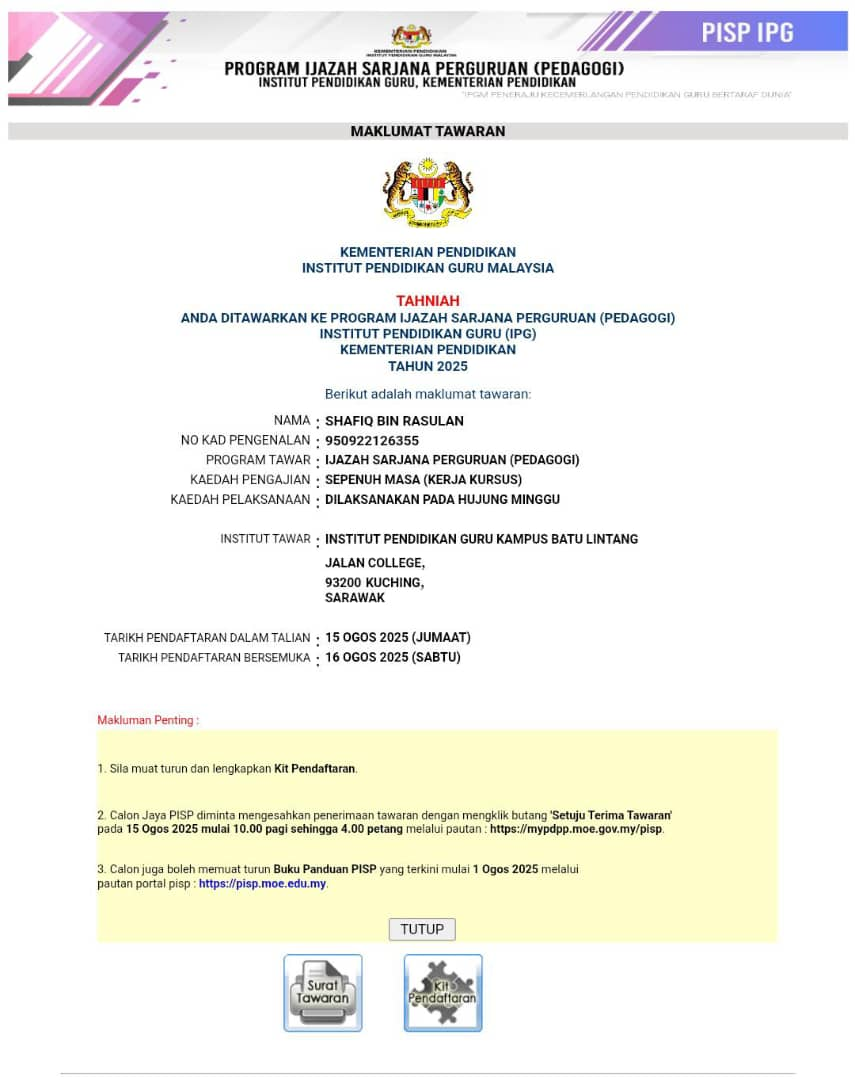 KEMENTERIAN PENDIDIKAN
INSTITUT PENDIDIKAN GURU MALAYSIA
PISP IPG
PROGRAM IJAZAH SARJANA PERGURUAN (PEDAGOGI)
INSTITUT PENDIDIKAN GURU, KEMENTERIAN PENDIDIKAN
"IPGM PENERAJU KECEMERLANGAN PENDIDIKAN GURU BERTARAF DUNIA"
MAKLUMAT TAWARAN
KEMENTERIAN PENDIDIKAN
INSTITUT PENDIDIKAN GURU MALAYSIA
TAHNIAH
ANDA DITAWARKAN KE PROGRAM IJAZAH SARJANA PERGURUAN (PEDAGOGI)
INSTITUT PENDIDIKAN GURU (IPG)
KEMENTERIAN PENDIDIKAN
TAHUN 2025
Berikut adalah maklumat tawaran:
NAMA : SHAFIQ BIN RASULAN
NO KAD PENGENALAN : 950922126355
PROGRAM TAWAR : IJAZAH SARJANA PERGURUAN (PEDAGOGI)
KAEDAH PENGAJIAN : SEPENUH MASA (KERJA KURSUS)
KAEDAH PELAKSANAAN : DILAKSANAKAN PADA HUJUNG MINGGU
INSTITUT TAWAR : INSTITUT PENDIDIKAN GURU KAMPUS BATU LINTANG
JALAN COLLEGE,
93200 KUCHING,
SARAWAK
TARIKH PENDAFTARAN DALAM TALIAN : 15 OGOS 2025 (JUMAAT)
TARIKH PENDAFTARAN BERSEMUKA : 16 OGOS 2025 (SABTU)
Makluman Penting :
1. Sila muat turun dan lengkapkan Kit Pendaftaran.
2. Calon Jaya PISP diminta mengesahkan penerimaan tawaran dengan mengklik butang 'Setuju Terima Tawaran'
pada 15 Ogos 2025 mulai 10.00 pagi sehingga 4.00 petang melalui pautan : https://mypdpp.moe.gov.my/pisp.
3. Calon juga boleh memuat turun Buku Panduan PISP yang terkini mulai 1 Ogos 2025 melalui
pautan portal pisp : https://pisp.moe.edu.my.
TUTUP
Surat
Tawaran
Kit
Pendaftaran